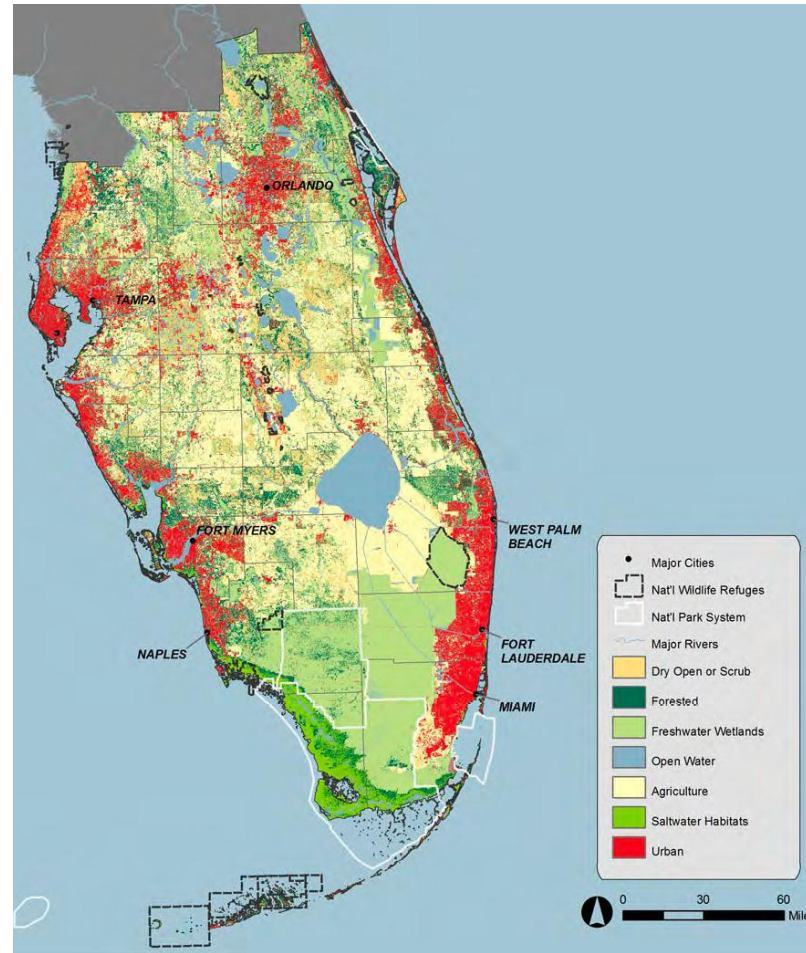 ORLANDO
TAMPA
FORT MYERS
WEST PALM
BEACH
NAPLES
FORT
LAUDERDALE
MIAMI
Major Cities
Nat'l Wildlife Refuges
Nat'l Park System
Major Rivers
Dry Open or Scrub
Forested
Freshwater Wetlands
Open Water
Agriculture
Saltwater Habitats
Urban
0 30 60
Mile